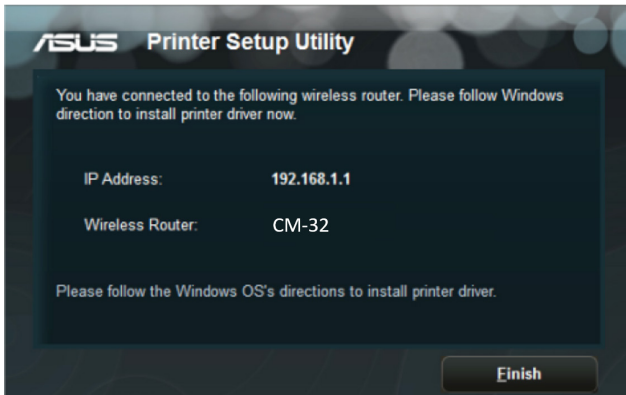 ASUS Printer Setup Utility
You have connected to the following wireless router. Please follow Windows
direction to install printer driver now.
IP Address: 192.168.1.1
Wireless Router: CM-32
Please follow the Windows OS's directions to install printer driver.
Finish